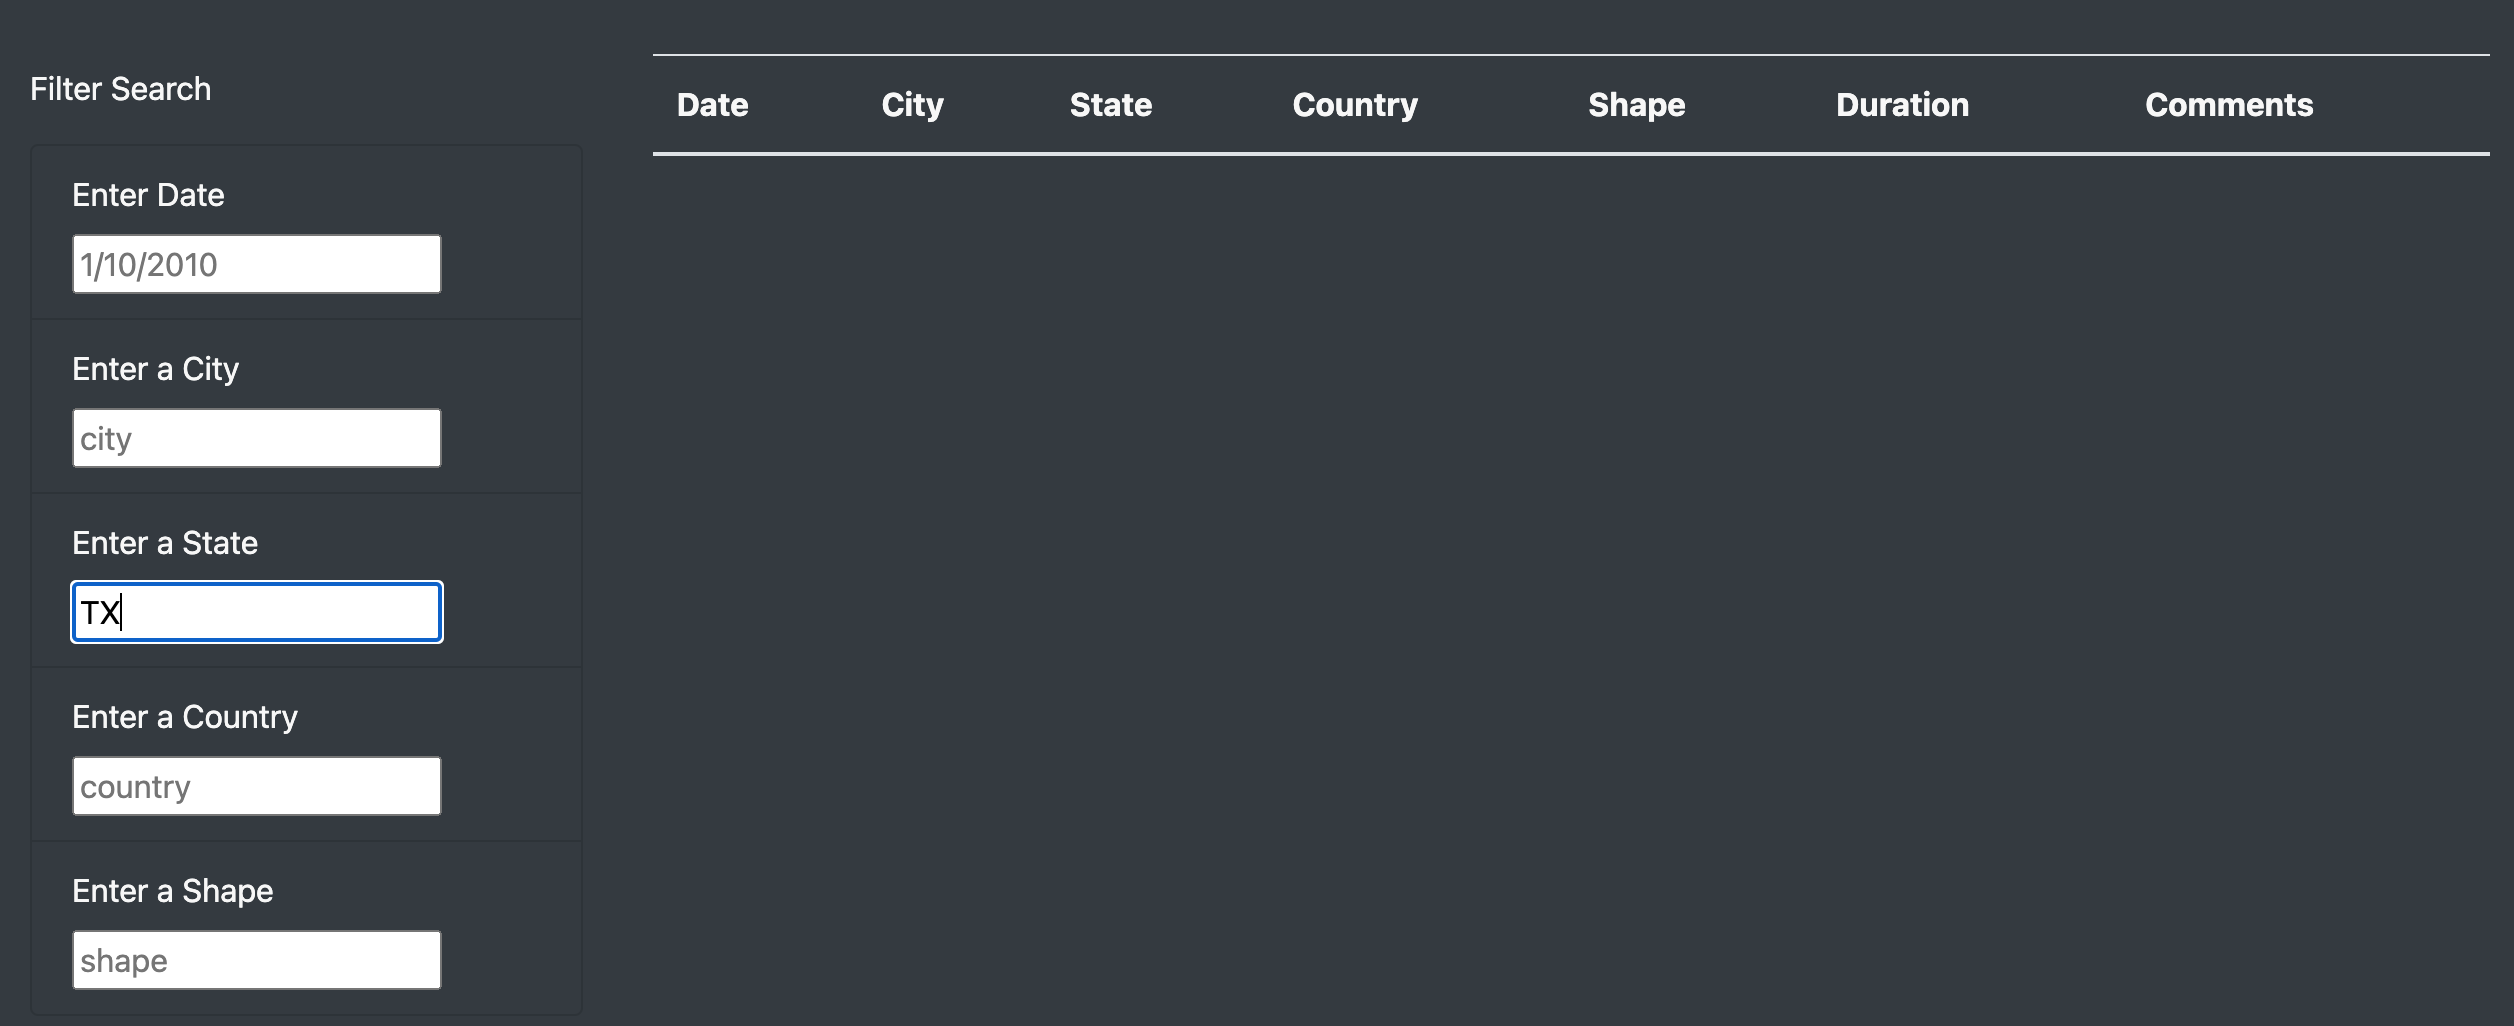 Filter Search
Enter Date
1/10/2010
Enter a City
city
Enter a State
TX
Enter a Country
country
Enter a Shape
shape
Date City State Country Shape Duration Comments